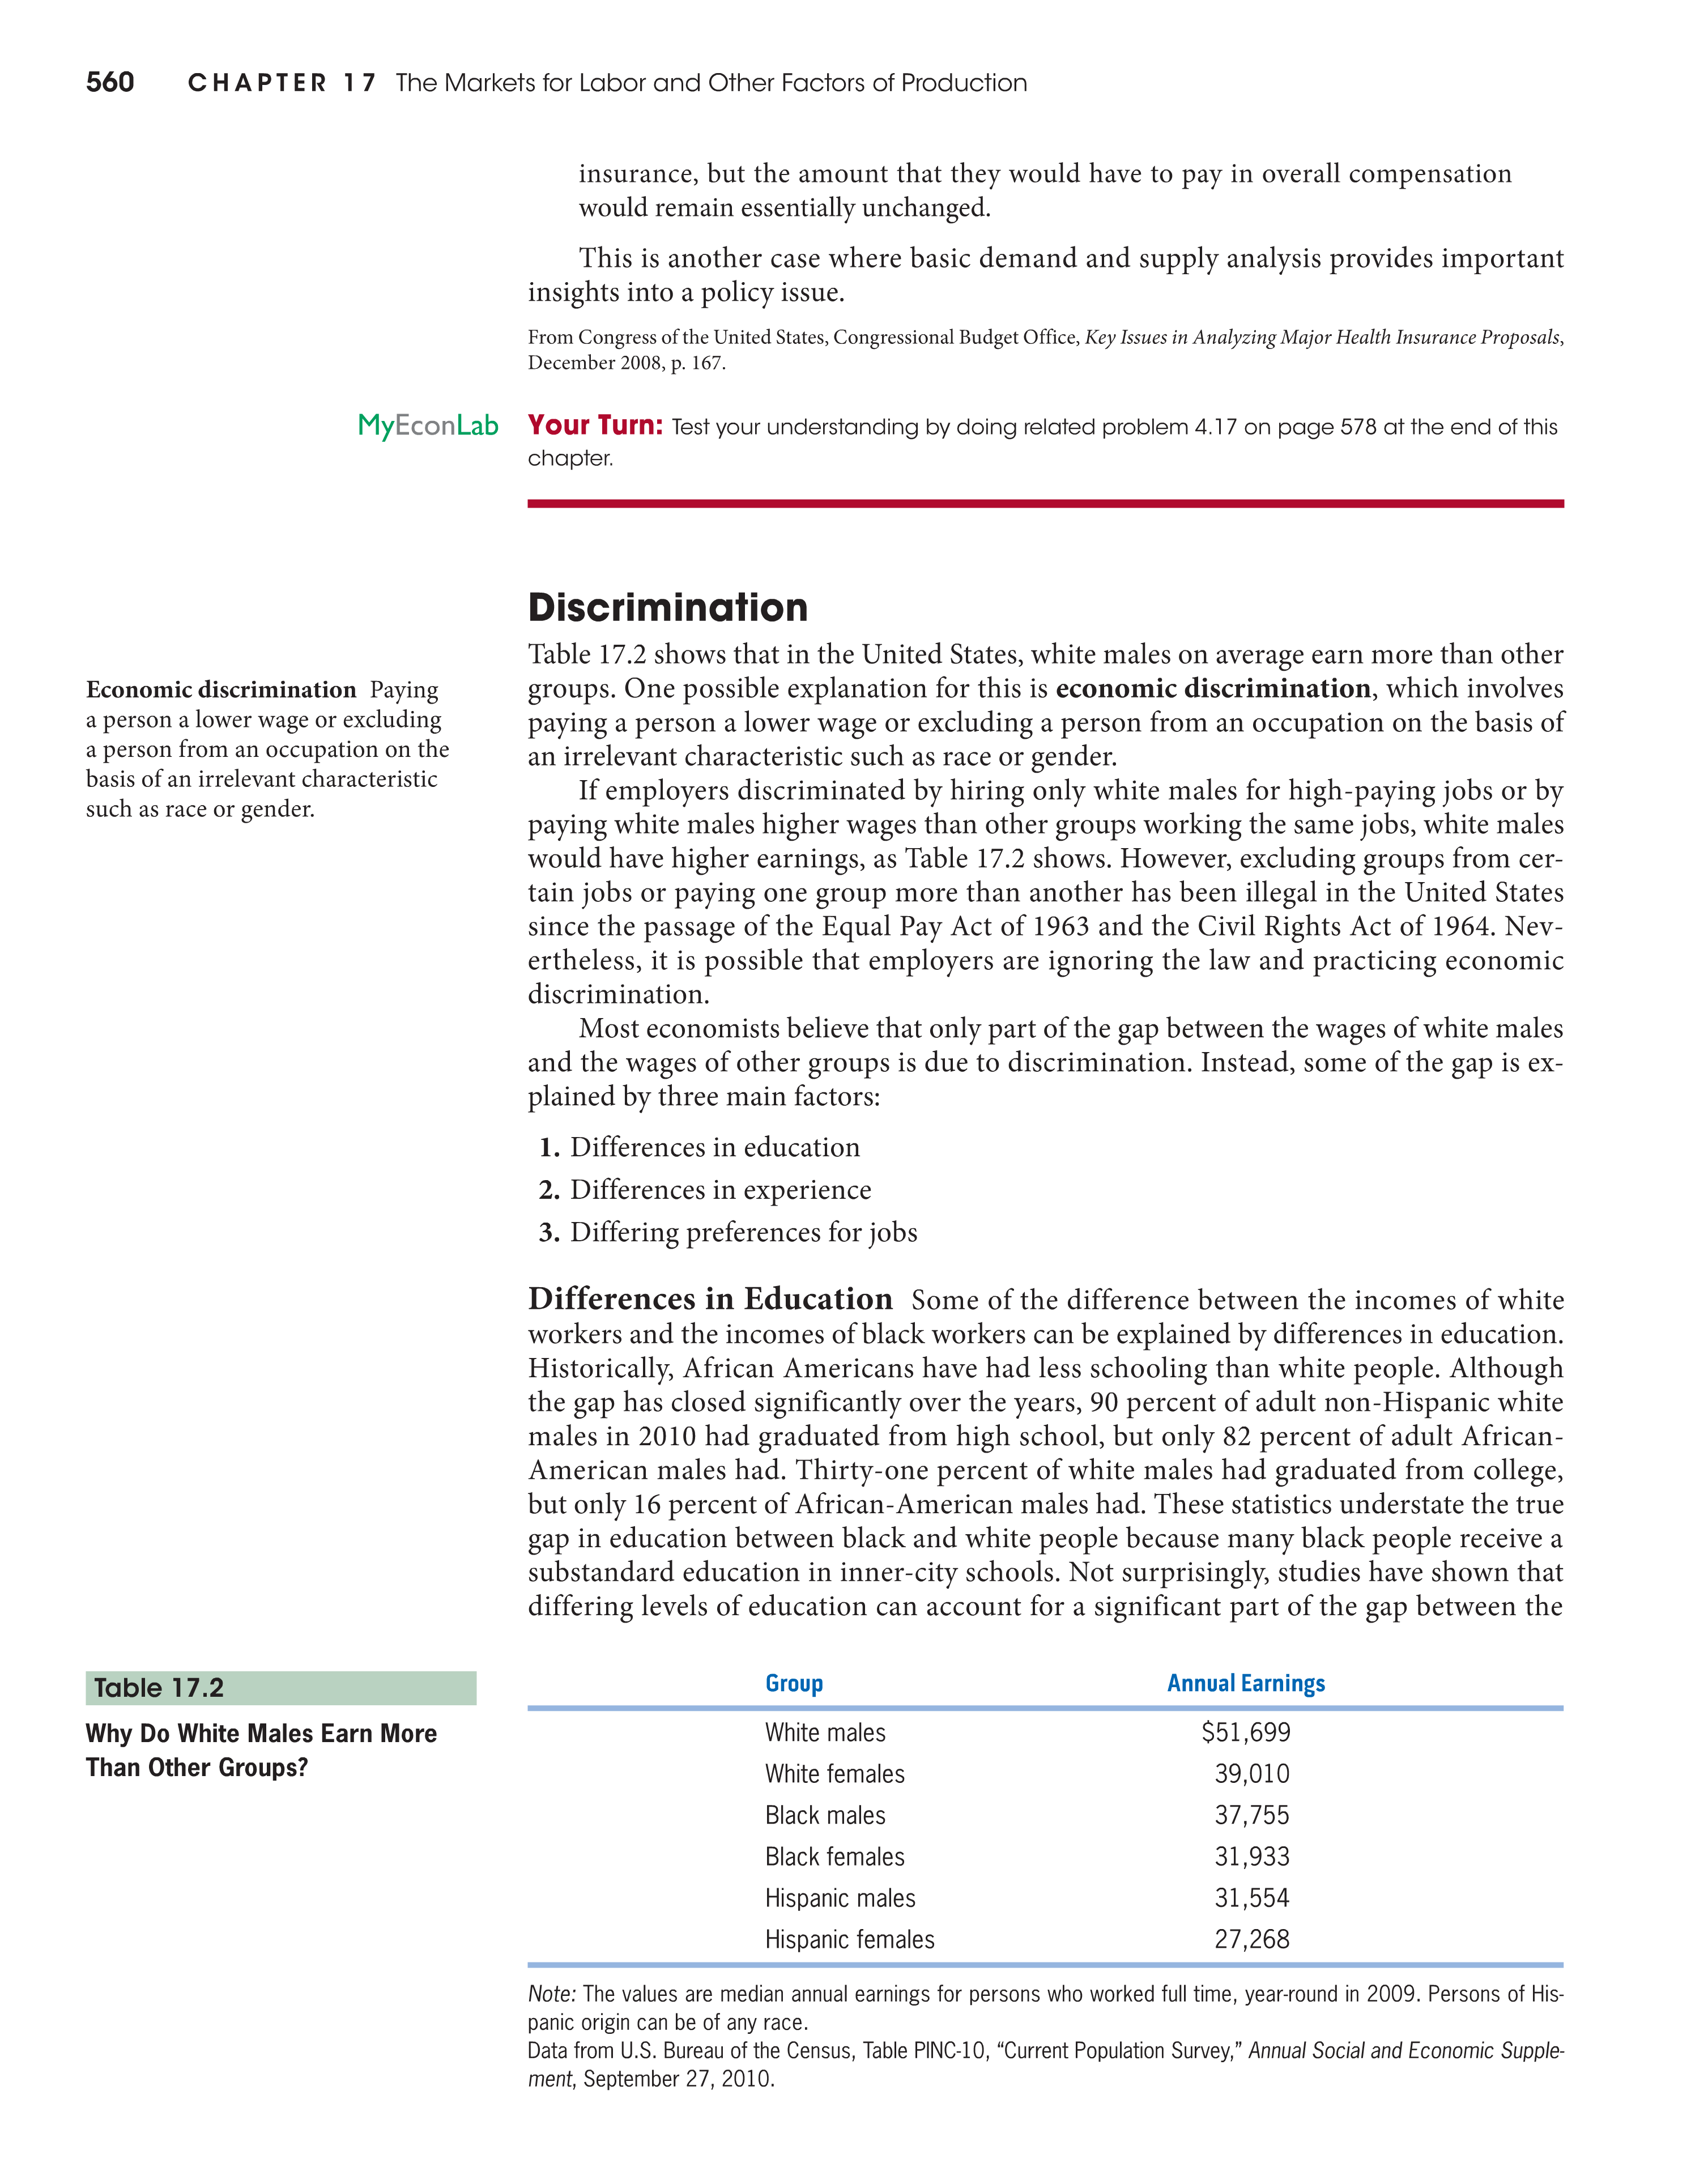 560 CHAPTER 17 The Markets for Labor and Other Factors of Production
insurance, but the amount that they would have to pay in overall compensation
would remain essentially unchanged.
This is another case where basic demand and supply analysis provides important
insights into a policy issue.
From Congress of the United States, Congressional Budget Office, Key Issues in Analyzing Major Health Insurance Proposals,
December 2008, p. 167.
MyEconLab Your Turn: Test your understanding by doing related problem 4.17 on page 578 at the end of this
chapter.
Discrimination
Table 17.2 shows that in the United States, white males on average earn more than other
groups. One possible explanation for this is economic discrimination, which involves
paying a person a lower wage or excluding a person from an occupation on the basis of
an irrelevant characteristic such as race or gender.
Economic discrimination Paying
a person a lower wage or excluding
a person from an occupation on the
basis of an irrelevant characteristic
such as race or gender.
If employers discriminated by hiring only white males for high-paying jobs or by
paying white males higher wages than other groups working the same jobs, white males
would have higher earnings, as Table 17.2 shows. However, excluding groups from cer-
tain jobs or paying one group more than another has been illegal in the United States
since the passage of the Equal Pay Act of 1963 and the Civil Rights Act of 1964. Nev-
ertheless, it is possible that employers are ignoring the law and practicing economic
discrimination.
Most economists believe that only part of the gap between the wages of white males
and the wages of other groups is due to discrimination. Instead, some of the gap is ex-
plained by three main factors:
1. Differences in education
2. Differences in experience
3. Differing preferences for jobs
Differences in Education Some of the difference between the incomes of white
workers and the incomes of black workers can be explained by differences in education.
Historically, African Americans have had less schooling than white people. Although
the gap has closed significantly over the years, 90 percent of adult non-Hispanic white
males in 2010 had graduated from high school, but only 82 percent of adult African-
American males had. Thirty-one percent of white males had graduated from college,
but only 16 percent of African-American males had. These statistics understate the true
gap in education between black and white people because many black people receive a
substandard education in inner-city schools. Not surprisingly, studies have shown that
differing levels of education can account for a significant part of the gap between the
Table 17.2
Why Do White Males Earn More
Than Other Groups?
Group Annual Earnings
White males $51,699
White females 39,010
Black males 37,755
Black females 31,933
Hispanic males 31,554
Hispanic females 27,268
Note: The values are median annual earnings for persons who worked full time, year-round in 2009. Persons of His-
panic origin can be of any race.
Data from U.S. Bureau of the Census, Table PINC-10, “Current Population Survey,” Annual Social and Economic Supple-
ment, September 27, 2010.